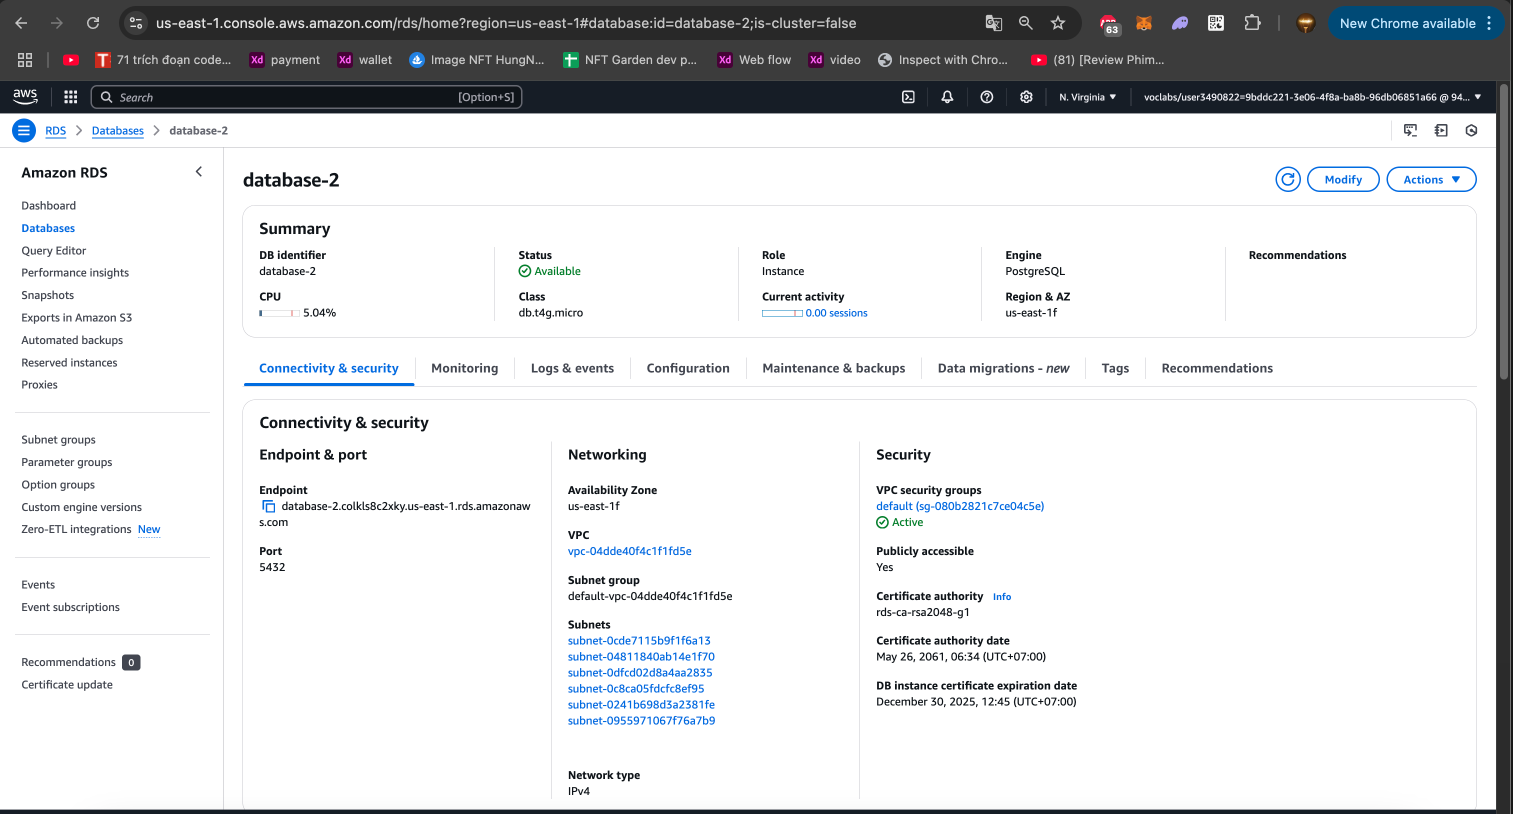 us-east-1.console.aws.amazon.com/rds/home?region=us-east-1#database:id=database-2;is-cluster=false
63
New Chrome available
71 trích đoạn code...
Xd payment
Xd wallet
Image NFT HungN...
NFT Garden dev p...
Xd Web flow
Xd video
Inspect with Chro...
(81) [Review Phim...
aws
Search
[Option+S]
N. Virginia
voclabs/user3490822=9bddc221-3e06-4f8a-ba8b-96db06851a66 @ 94...
RDS
Databases
database-2
Amazon RDS
Dashboard
Databases
Query Editor
Performance insights
Snapshots
Exports in Amazon S3
Automated backups
Reserved instances
Proxies
Subnet groups
Parameter groups
Option groups
Custom engine versions
Zero-ETL integrations New
Events
Event subscriptions
Recommendations 0
Certificate update
database-2
Modify
Actions
Summary
DB identifier
database-2
CPU
5.04%
Status
Available
Class
db.t4g.micro
Role
Instance
Current activity
0.00 sessions
Engine
PostgreSQL
Region & AZ
us-east-1f
Recommendations
Connectivity & security
Monitoring
Logs & events
Configuration
Maintenance & backups
Data migrations - new
Tags
Recommendations
Connectivity & security
Endpoint & port
Endpoint
database-2.colkls8c2xky.us-east-1.rds.amazonaw
s.com
Port
5432
Networking
Availability Zone
us-east-1f
VPC
vpc-04dde40f4c1f1fd5e
Subnet group
default-vpc-04dde40f4c1f1fd5e
Subnets
subnet-0cde7115b9f1f6a13
subnet-04811840ab14e1f70
subnet-0dfcd02d8a4aa2835
subnet-0c8ca05fdcfc8ef95
subnet-0241b698d3a2381fe
subnet-0955971067f76a7b9
Network type
IPv4
Security
VPC security groups
default (sg-080b2821c7ce04c5e)
Active
Publicly accessible
Yes
Certificate authority Info
rds-ca-rsa2048-g1
Certificate authority date
May 26, 2061, 06:34 (UTC+07:00)
DB instance certificate expiration date
December 30, 2025, 12:45 (UTC+07:00)